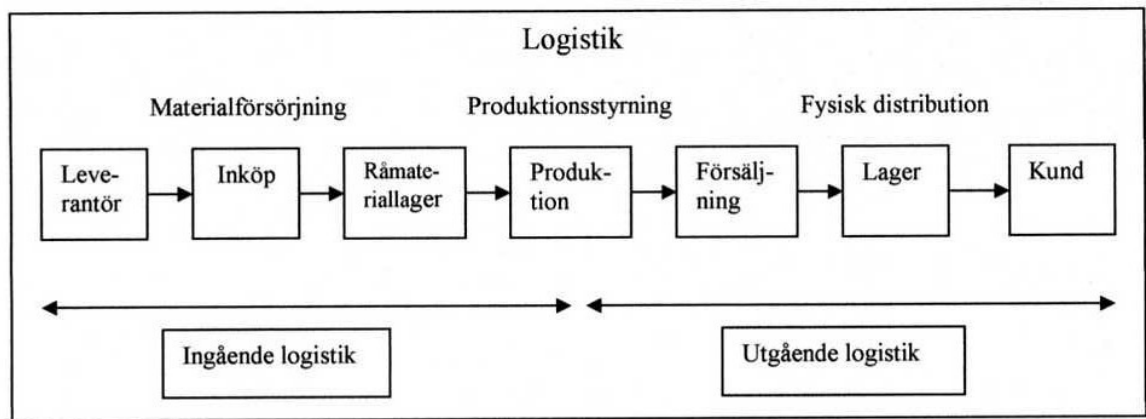 Logistik
Materialförsörjning
Produktionsstyrning
Fysisk distribution
Leve-
rantör
Inköp
Råmate-
riallager
Produk-
tion
Försälj-
ning
Lager
Kund
Ingående logistik
Utgående logistik